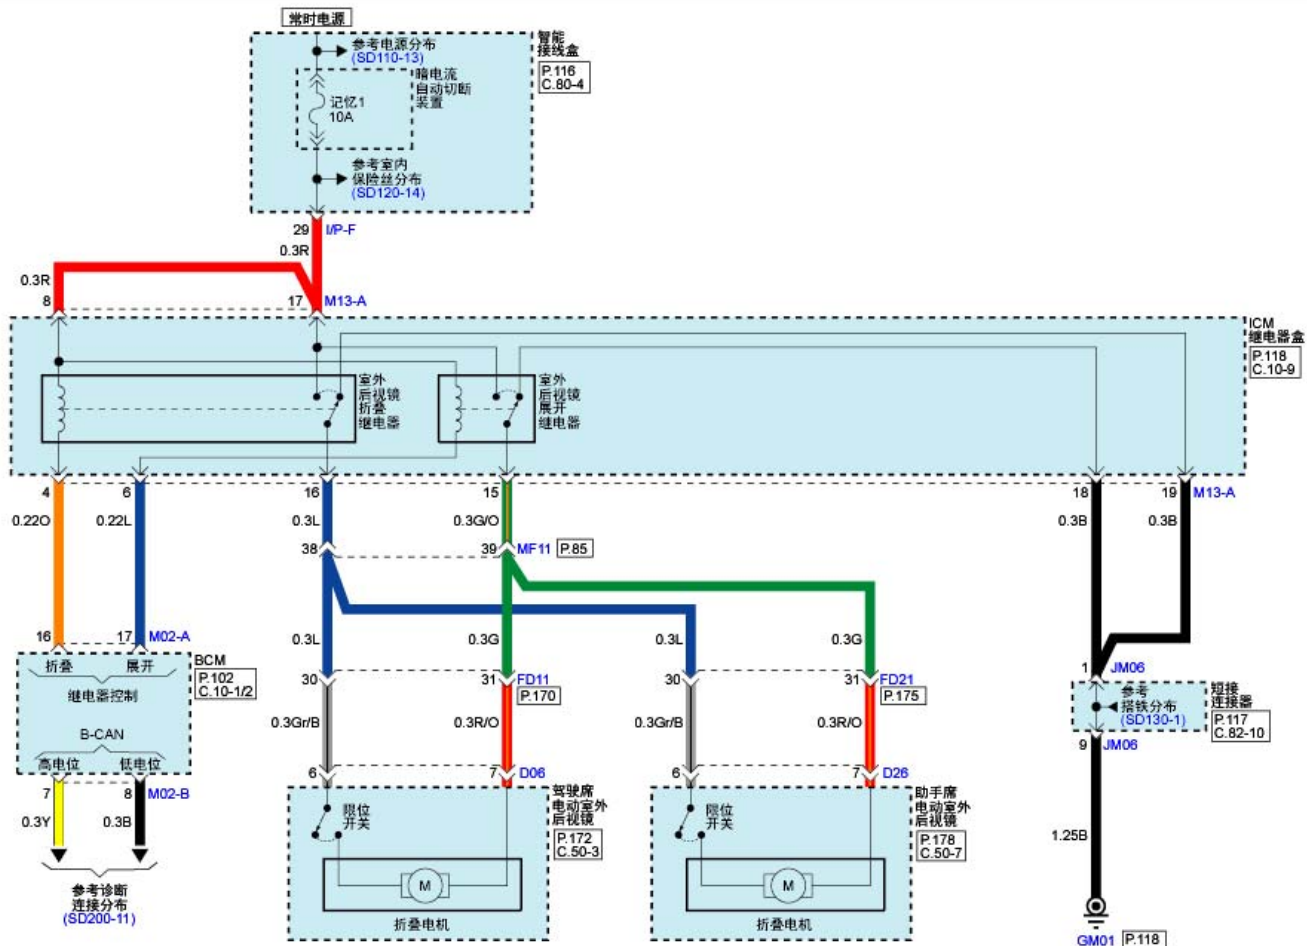 常时电源
参考电源分布
(SD110-13)
智能
接线盒
P.116
C.80-4
暗电流
自动切断
装置
记忆1
10A
参考室内
保险丝分布
(SD120-14)
29 I/P-F
0.3R
0.3R
8 17 M13-A
ICM
继电器盒
P.118
C.10-9
室外
后视镜
折叠
继电器
室外
后视镜
展开
继电器
4 6 16 15 18 19 M13-A
0.22O 0.22L 0.3L 0.3G/O 0.3B 0.3B
38 39 MF11 P.85
16 17 M02-A
0.3L 0.3G 0.3L 0.3G
BCM
P.102
C.10-1/2
折叠 展开
继电器控制
B-CAN
高电位 低电位
7 8 M02-B
0.3Y 0.3B
参考诊断
连接分布
(SD200-11)
30 31 FD11
P.170
30 31 FD21
P.175
0.3Gr/B 0.3R/O 0.3Gr/B 0.3R/O
6 7 D06
6 7 D26
限位
开关
驾驶席
电动室外
后视镜
P.172
C.50-3
M
折叠电机
限位
开关
助手席
电动室外
后视镜
P.178
C.50-7
M
折叠电机
1 JM06
参考
搭铁分布
(SD130-1)
短接
连接器
P.117
C.82-10
9 JM06
1.25B
GM01 P.118